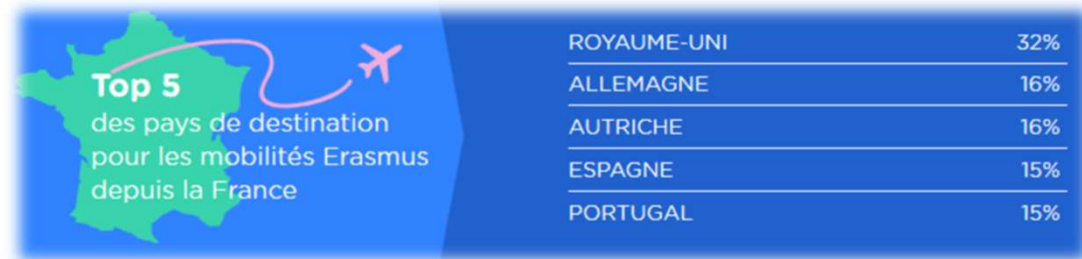 Top 5
des pays de destination
pour les mobilités Erasmus
depuis la France
ROYAUME-UNI 32%
ALLEMAGNE 16%
AUTRICHE 16%
ESPAGNE 15%
PORTUGAL 15%